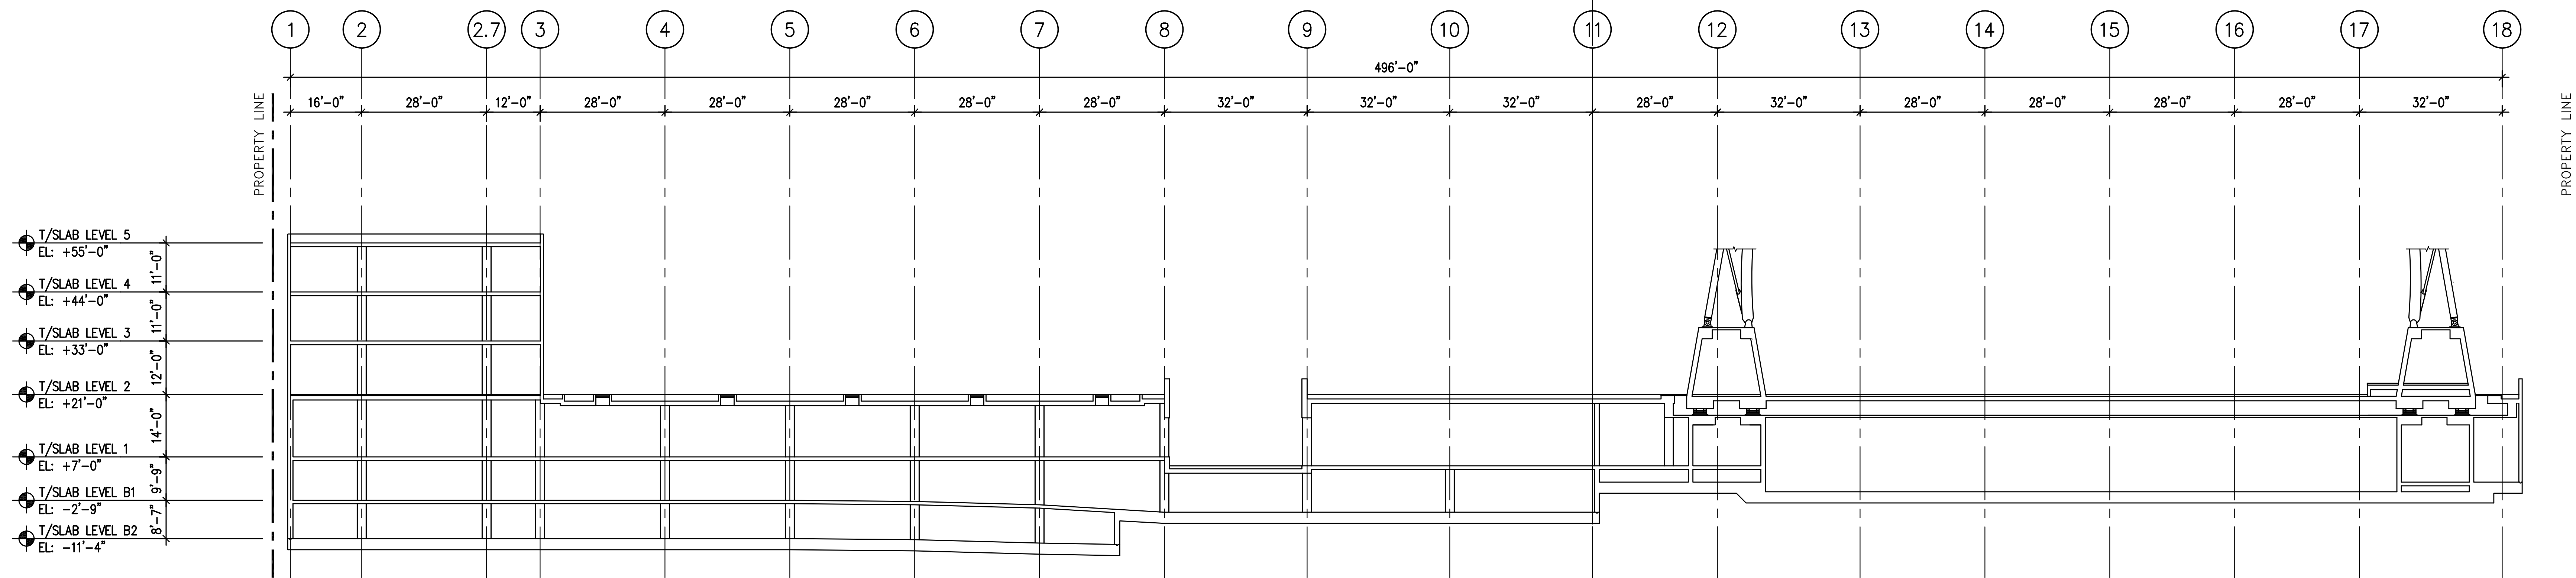 1 2 2.7 3 4 5 6 7 8 9 10 11 12 13 14 15 16 17 18
496'-0"
16'-0" 28'-0" 12'-0" 28'-0" 28'-0" 28'-0" 28'-0" 28'-0" 32'-0" 32'-0" 32'-0" 28'-0" 32'-0" 28'-0" 28'-0" 28'-0" 28'-0" 32'-0"
PROPERTY LINE
PROPERTY LINE
T/SLAB LEVEL 5
EL: +55'-0"
11'-0"
T/SLAB LEVEL 4
EL: +44'-0"
11'-0"
T/SLAB LEVEL 3
EL: +33'-0"
12'-0"
T/SLAB LEVEL 2
EL: +21'-0"
14'-0"
T/SLAB LEVEL 1
EL: +7'-0"
9'-9"
T/SLAB LEVEL B1
EL: -2'-9"
8'-7"
T/SLAB LEVEL B2
EL: -11'-4"